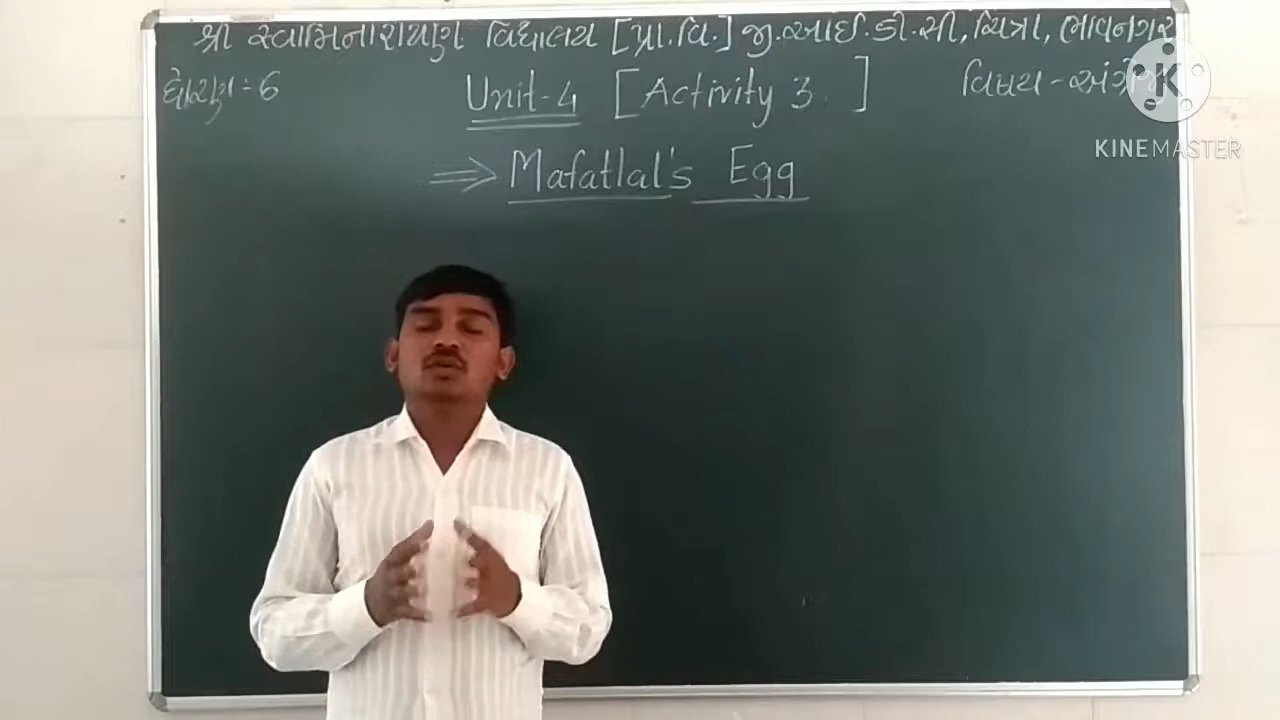 શ્રી સ્વામિનારાયણ વિદ્યાલય [પ્રા.વિ.] જી.આઈ.ડી.સી, ચિત્રા, ભાવનગર
ધોરણ - 6 Unit-4 [Activity 3. ] વિષય - અંગ્રેજી
⇒ Mafatlal's Egg
K
KINEMASTER